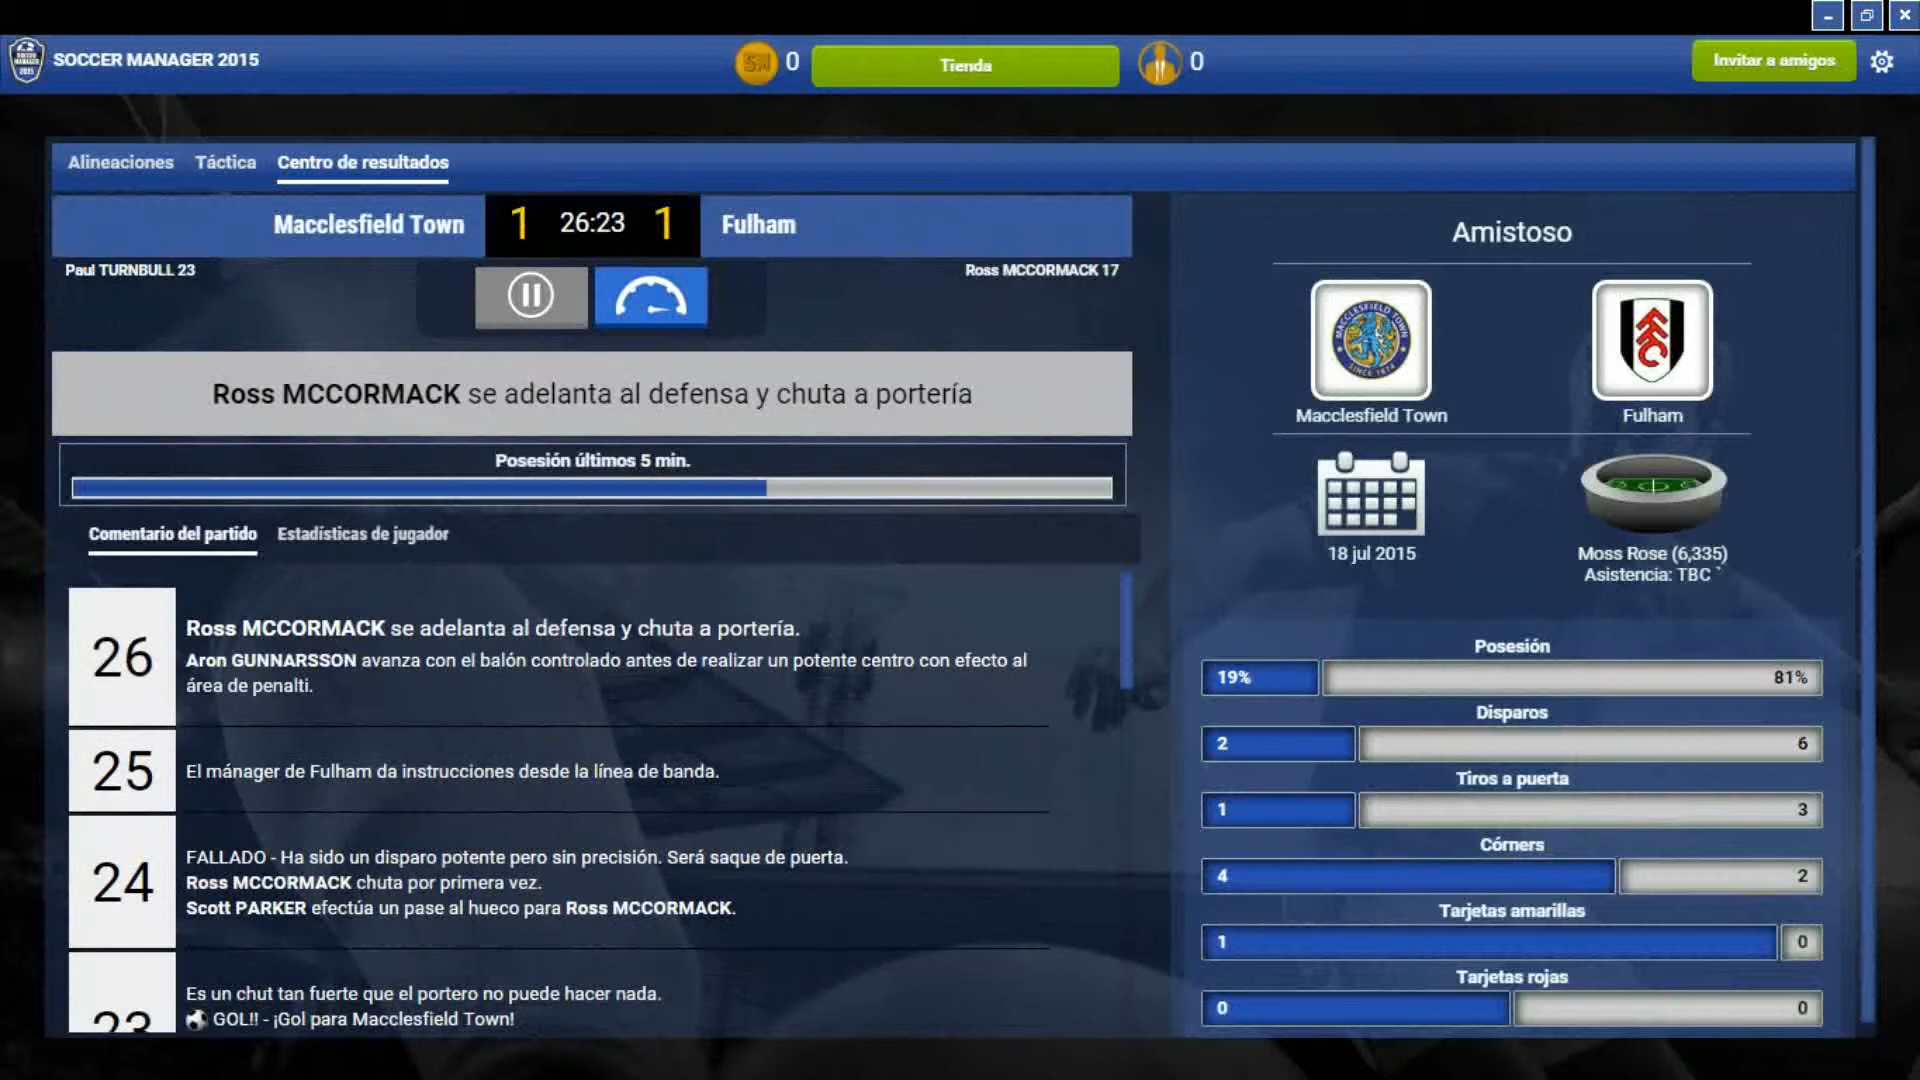 SOCCER MANAGER 2015
0
Tienda
0
Invitar a amigos
Alineaciones Táctica Centro de resultados
Macclesfield Town 1 26:23 1 Fulham
Paul TURNBULL 23
Ross MCCORMACK 17
Ross MCCORMACK se adelanta al defensa y chuta a portería
Posesión últimos 5 min.
Comentario del partido Estadísticas de jugador
26
Ross MCCORMACK se adelanta al defensa y chuta a portería.
Aron GUNNARSSON avanza con el balón controlado antes de realizar un potente centro con efecto al
área de penalti.
25
El mánager de Fulham da instrucciones desde la línea de banda.
24
FALLADO - Ha sido un disparo potente pero sin precisión. Será saque de puerta.
Ross MCCORMACK chuta por primera vez.
Scott PARKER efectúa un pase al hueco para Ross MCCORMACK.
23
Es un chut tan fuerte que el portero no puede hacer nada.
GOL!! - ¡Gol para Macclesfield Town!
Amistoso
MACCLESFIELD TOWN
SINCE 1874
FFC
Macclesfield Town
Fulham
18 jul 2015
Moss Rose (6,335)
Asistencia: TBC `
Posesión
19% 81%
Disparos
2 6
Tiros a puerta
1 3
Córners
4 2
Tarjetas amarillas
1 0
Tarjetas rojas
0 0